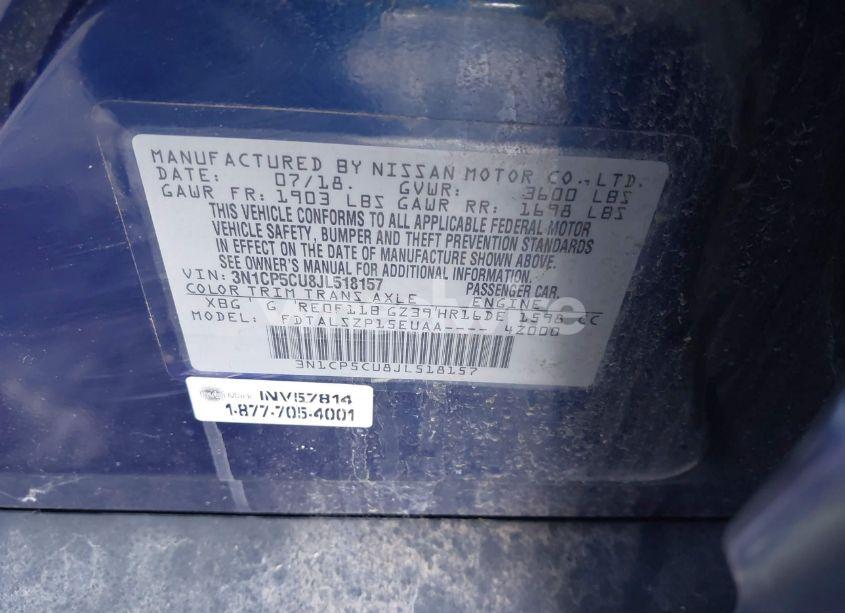 MANUFACTURED BY NISSAN MOTOR CO.,LTD.
DATE: 07/18. GVWR: 3600 LBS
GAWR FR: 1903 LBS GAWR RR: 1698 LBS
THIS VEHICLE CONFORMS TO ALL APPLICABLE FEDERAL MOTOR
VEHICLE SAFETY, BUMPER AND THEFT PREVENTION STANDARDS
IN EFFECT ON THE DATE OF MANUFACTURE SHOWN ABOVE.
SEE OWNER'S MANUAL FOR ADDITIONAL INFORMATION.
VIN: 3N1CP5CU8JL518157 PASSENGER CAR.
COLOR TRIM TRANS AXLE ENGINE
XBG G RE0F11B GZ39 HR16DE 1598 CC
MODEL: FDTALSZP15EUAA---- 42000
3N1CP5CU8JL518157
INV57814
1-877-705-4001